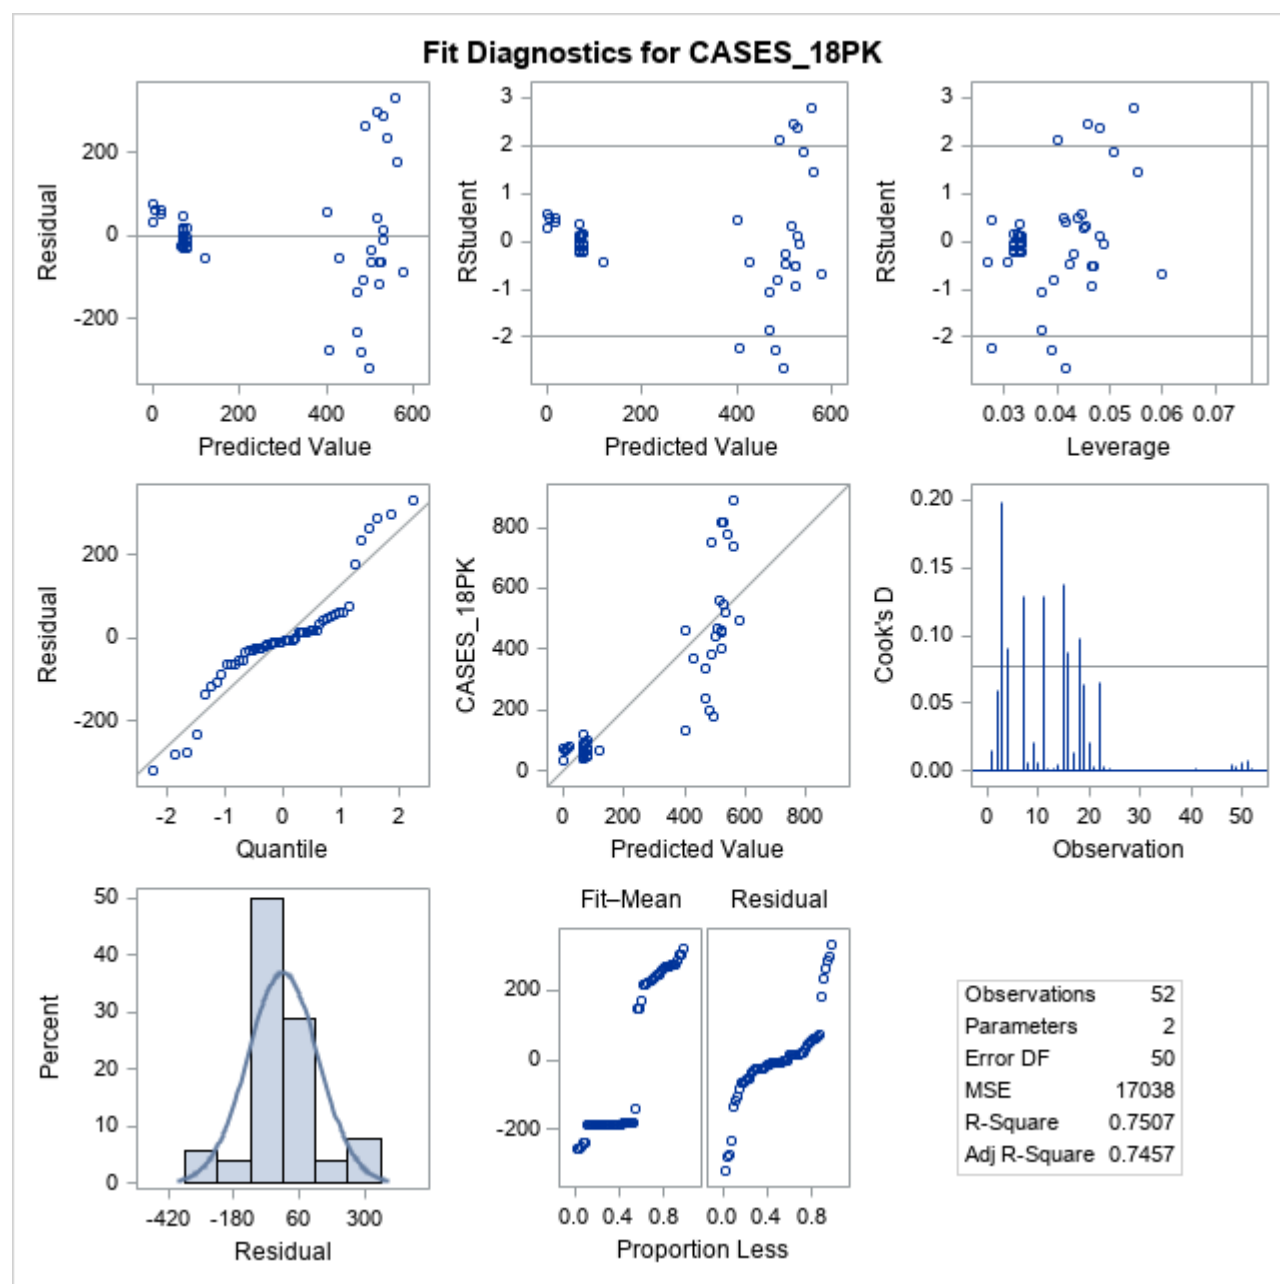 Fit Diagnostics for CASES_18PK
Residual
200
0
-200
0 200 400 600
Predicted Value
RStudent
3
2
1
0
-1
-2
0 200 400 600
Predicted Value
RStudent
3
2
1
0
-1
-2
0.03 0.04 0.05 0.06 0.07
Leverage
Residual
200
0
-200
-2 -1 0 1 2
Quantile
CASES_18PK
800
600
400
200
0
0 200 400 600 800
Predicted Value
Cook's D
0.20
0.15
0.10
0.05
0.00
0 10 20 30 40 50
Observation
Percent
50
40
30
20
10
0
-420 -180 60 300
Residual
Fit–Mean Residual
200
0
-200
0.0 0.4 0.8 0.0 0.4 0.8
Proportion Less
Observations 52
Parameters 2
Error DF 50
MSE 17038
R-Square 0.7507
Adj R-Square 0.7457